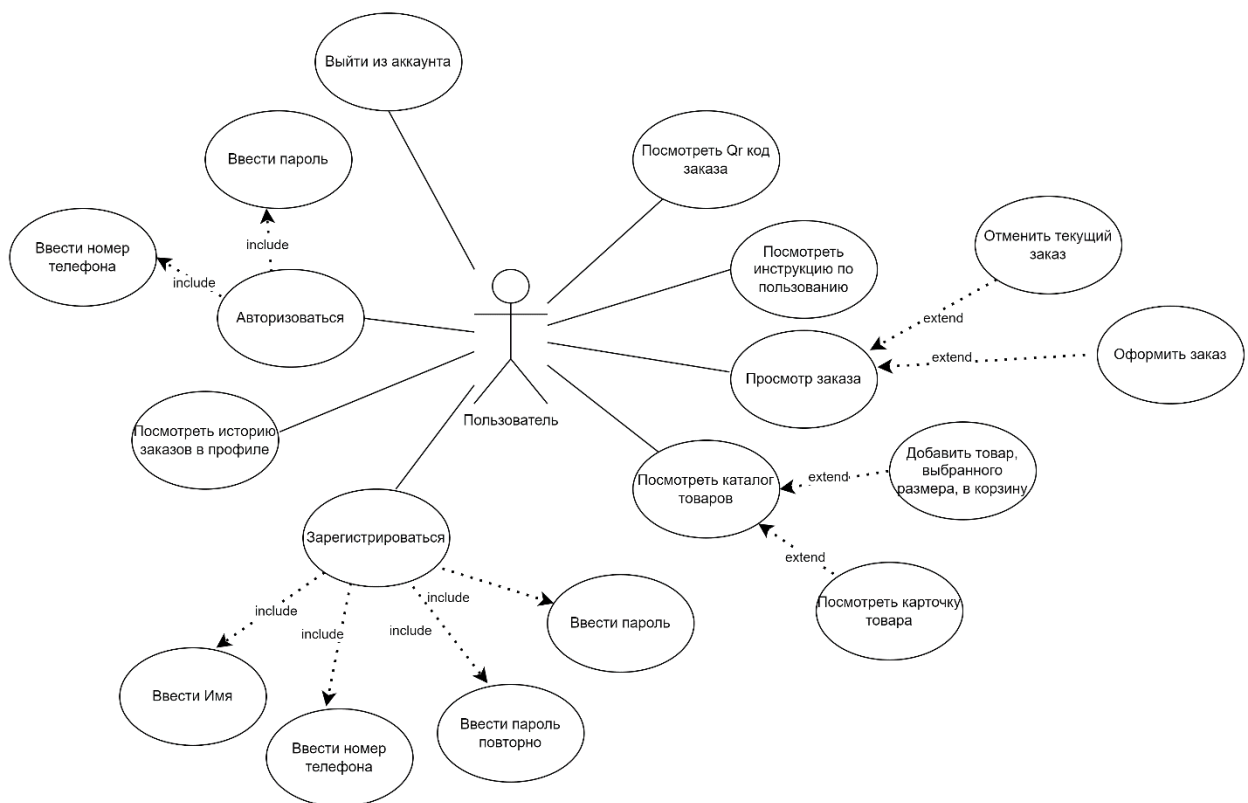 Выйти из аккаунта
Ввести пароль
Посмотреть Qr код
заказа
Ввести номер
телефона
include
include
Авторизоваться
Посмотреть
инструкцию по
пользованию
Отменить текущий
заказ
extend
extend
Оформить заказ
Просмотр заказа
Пользователь
Посмотреть историю
заказов в профиле
Посмотреть каталог
товаров
extend
Добавить товар,
выбранного
размера, в корзину
extend
Посмотреть карточку
товара
Зарегистрироваться
include
include
include
include
Ввести пароль
Ввести Имя
Ввести номер
телефона
Ввести пароль
повторно